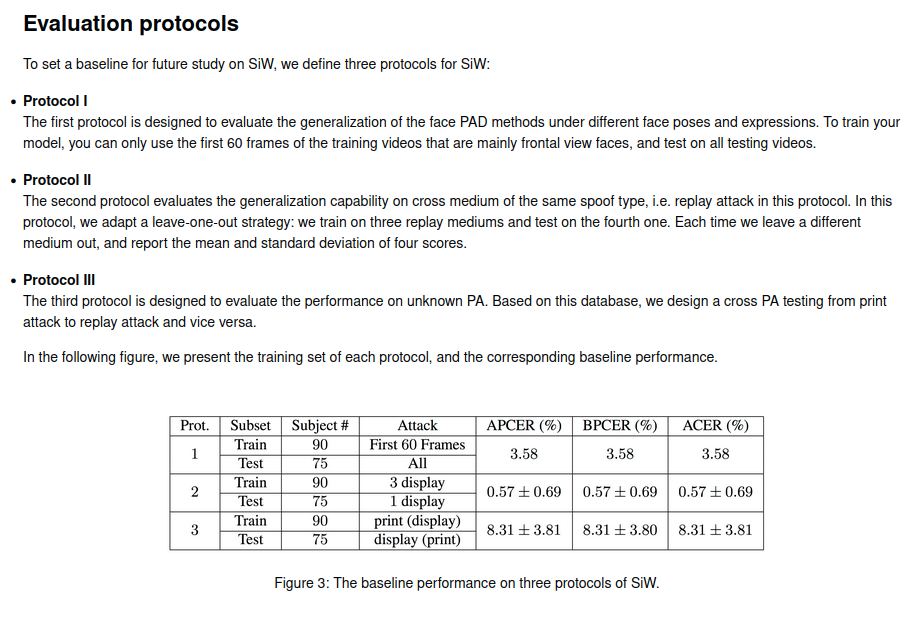 Evaluation protocols
To set a baseline for future study on SiW, we define three protocols for SiW:
• Protocol I
The first protocol is designed to evaluate the generalization of the face PAD methods under different face poses and expressions. To train your
model, you can only use the first 60 frames of the training videos that are mainly frontal view faces, and test on all testing videos.
• Protocol II
The second protocol evaluates the generalization capability on cross medium of the same spoof type, i.e. replay attack in this protocol. In this
protocol, we adapt a leave-one-out strategy: we train on three replay mediums and test on the fourth one. Each time we leave a different
medium out, and report the mean and standard deviation of four scores.
• Protocol III
The third protocol is designed to evaluate the performance on unknown PA. Based on this database, we design a cross PA testing from print
attack to replay attack and vice versa.
In the following figure, we present the training set of each protocol, and the corresponding baseline performance.
Prot. Subset Subject # Attack APCER (%) BPCER (%) ACER (%)
1 Train 90 First 60 Frames 3.58 3.58 3.58
Test 75 All
2 Train 90 3 display 0.57 ± 0.69 0.57 ± 0.69 0.57 ± 0.69
Test 75 1 display
3 Train 90 print (display) 8.31 ± 3.81 8.31 ± 3.80 8.31 ± 3.81
Test 75 display (print)
Figure 3: The baseline performance on three protocols of SiW.